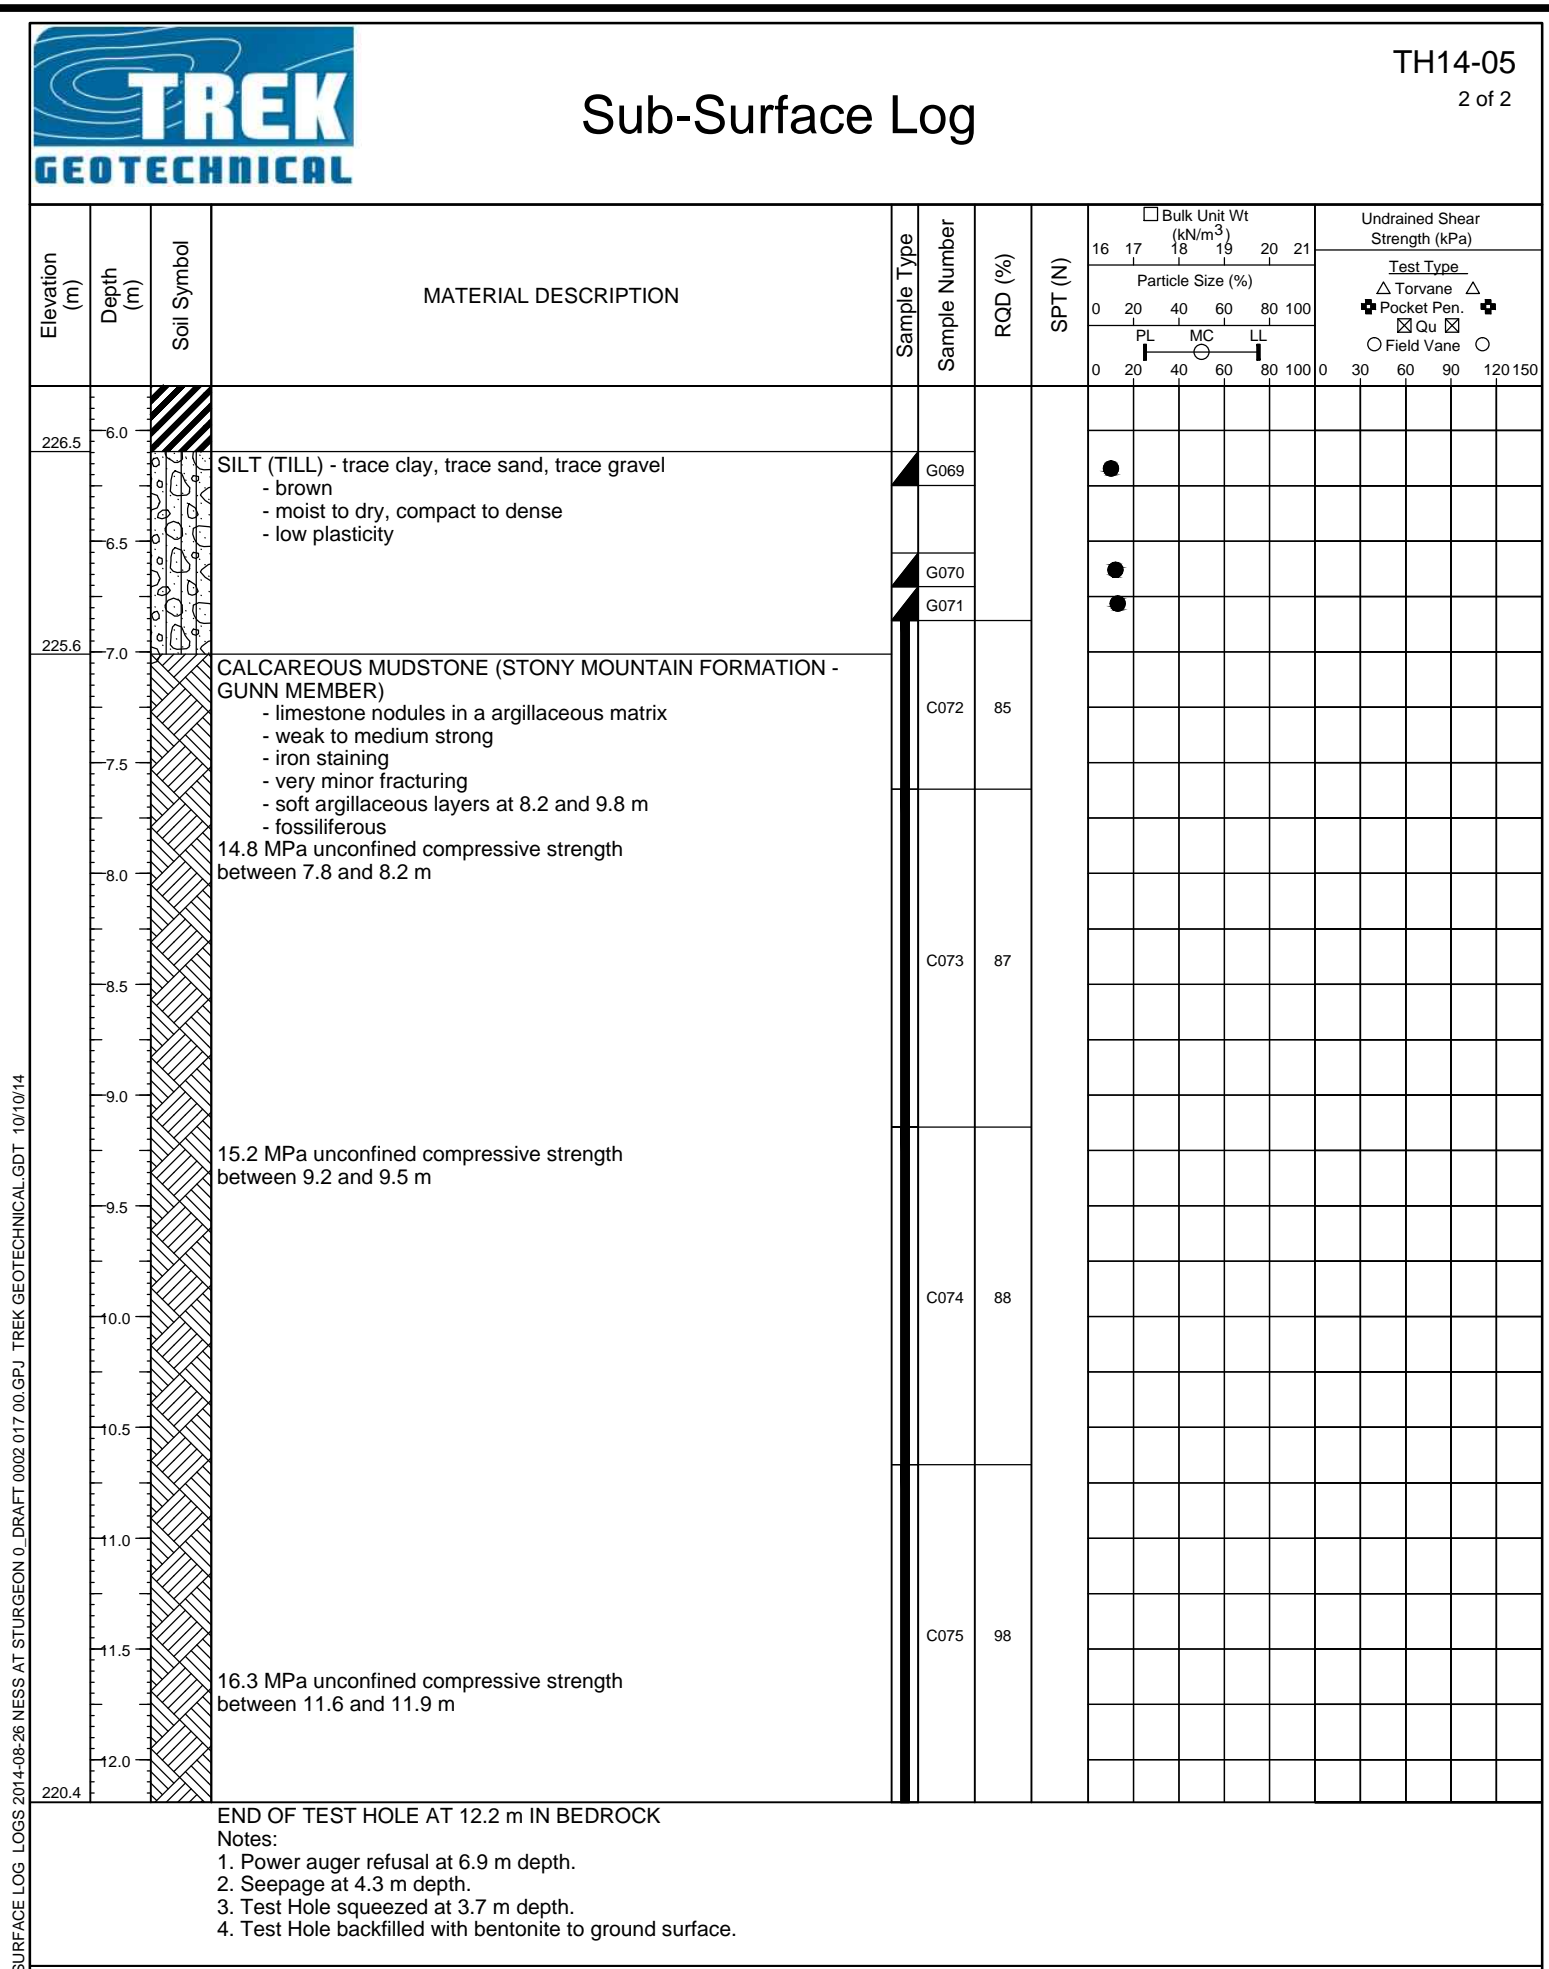 TREK
GEOTECHNICAL
Sub-Surface Log
TH14-05
2 of 2
Elevation
(m)
Depth
(m)
Soil Symbol
MATERIAL DESCRIPTION
Sample Type
Sample Number
RQD (%)
SPT (N)
Bulk Unit Wt
(kN/m3)
16 17 18 19 20 21
Particle Size (%)
0 20 40 60 80 100
PL MC LL
0 20 40 60 80 100
Undrained Shear
Strength (kPa)
Test Type
Torvane
Pocket Pen.
Qu
Field Vane
0 30 60 90 120 150
6.0
226.5
SILT (TILL) - trace clay, trace sand, trace gravel
G069
- brown
- moist to dry, compact to dense
- low plasticity
6.5
G070
G071
225.6
7.0
CALCAREOUS MUDSTONE (STONY MOUNTAIN FORMATION -
GUNN MEMBER)
- limestone nodules in a argillaceous matrix
C072 85
- weak to medium strong
- iron staining
7.5
- very minor fracturing
- soft argillaceous layers at 8.2 and 9.8 m
- fossiliferous
14.8 MPa unconfined compressive strength
between 7.8 and 8.2 m
8.0
C073 87
8.5
9.0
15.2 MPa unconfined compressive strength
between 9.2 and 9.5 m
9.5
C074 88
10.0
10.5
11.0
C075 98
11.5
16.3 MPa unconfined compressive strength
between 11.6 and 11.9 m
12.0
220.4
END OF TEST HOLE AT 12.2 m IN BEDROCK
Notes:
1. Power auger refusal at 6.9 m depth.
2. Seepage at 4.3 m depth.
3. Test Hole squeezed at 3.7 m depth.
4. Test Hole backfilled with bentonite to ground surface.
SURFACE LOG LOGS 2014-08-26 NESS AT STURGEON 0_DRAFT 0002 017 00.GPJ TREK GEOTECHNICAL.GDT 10/10/14